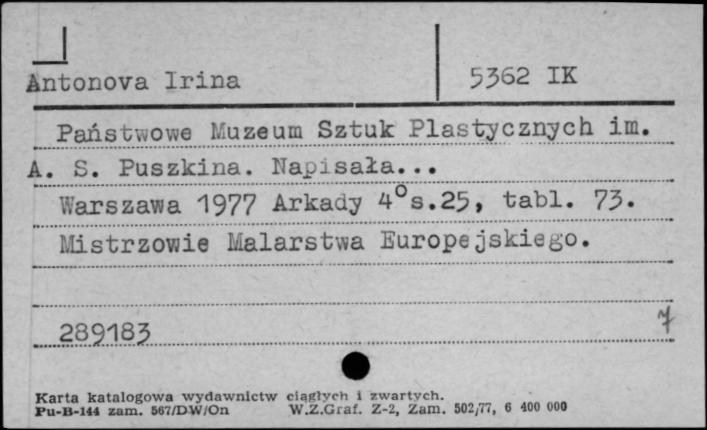 Antonova Irina 5362 IK
Państwowe Muzeum Sztuk Plastycznych im.
A. S. Puszkina. Napisała...
Warszawa 1977 Arkady 4° s.25, tabl. 73.
Mistrzowie Malarstwa Europejskiego.
289183 7
Karta katalogowa wydawnictw ciągłych i zwartych.
Pu-B-144 zam. 567/DW/On W.Z.Graf. Z-2, Zam. 502/77, 6 400 000